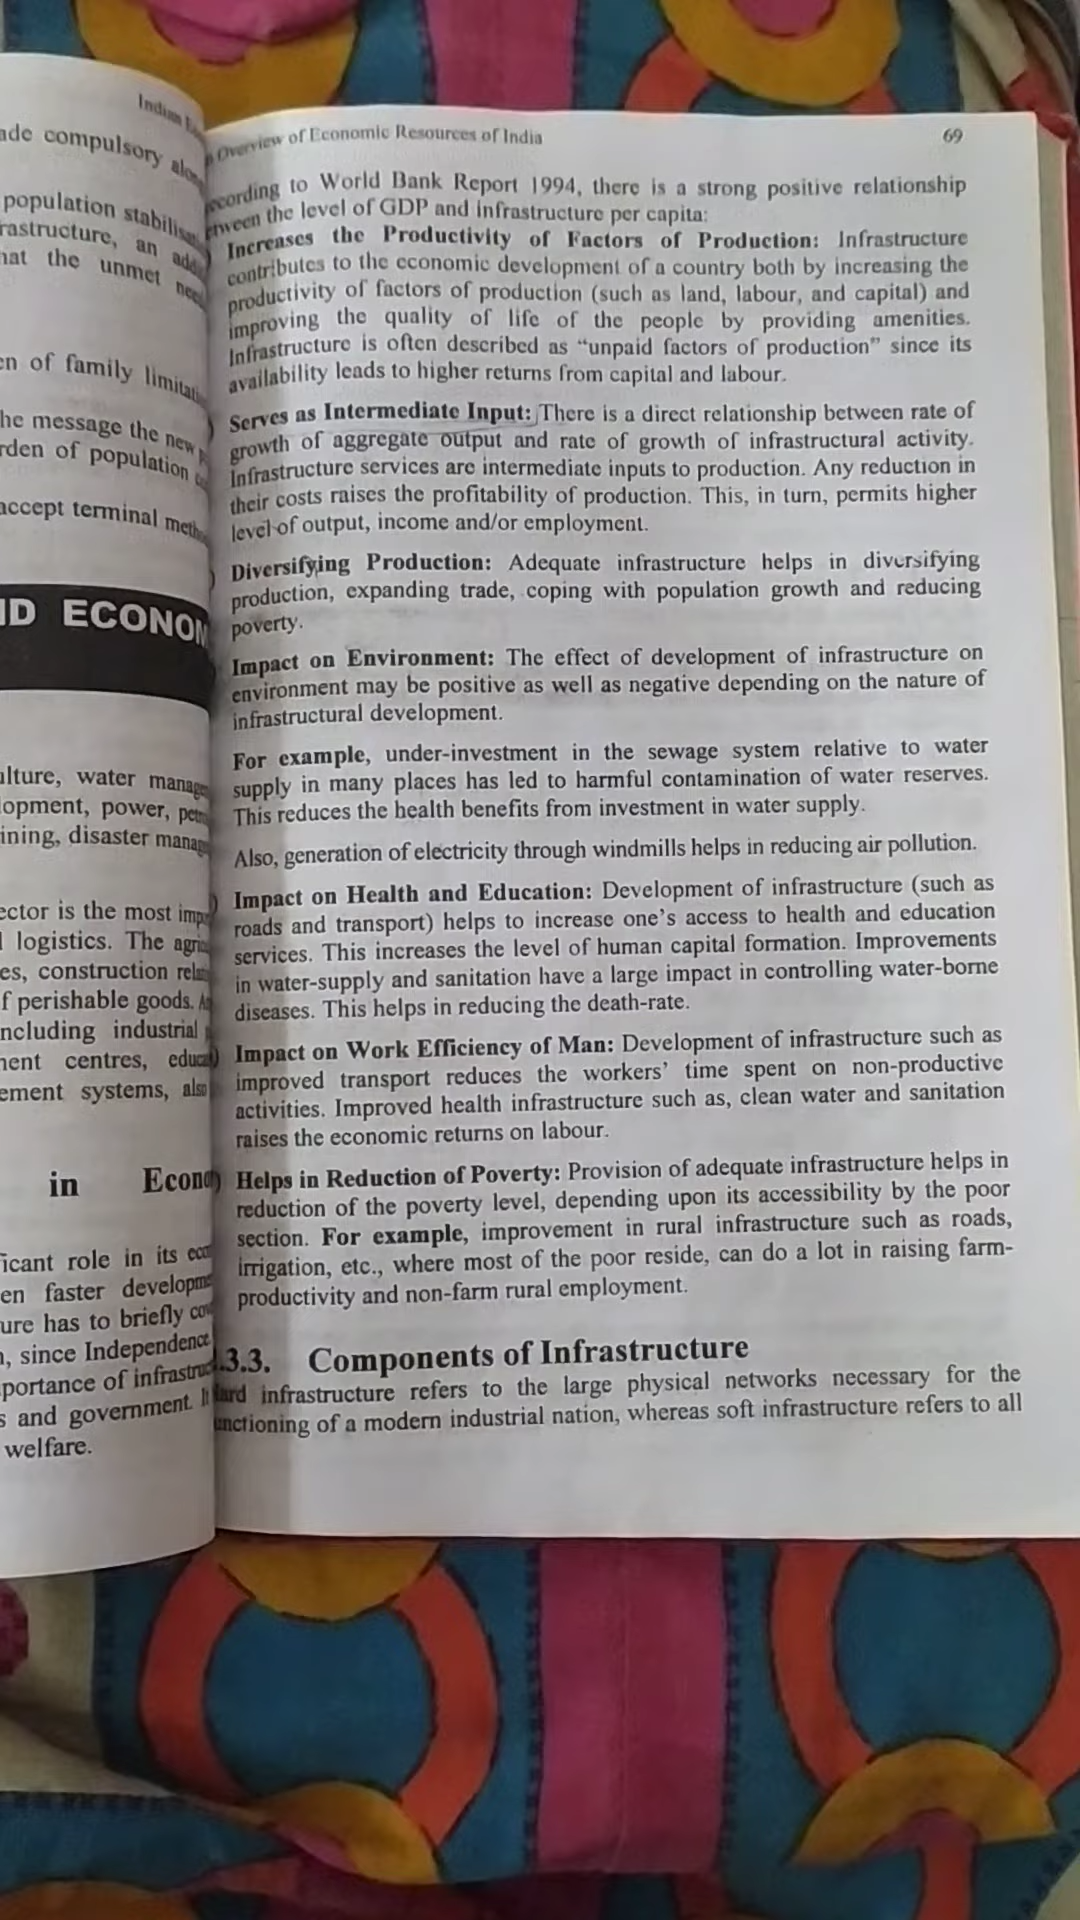 Indian
ade compulsory
population
rastructure, an
hat the unmet
en of family
he message the new
rden of population
accept terminal
ID ECONOM
ulture, water
lopment, power,
ining, disaster
ector is the most
l logistics. The
es, construction
f perishable goods.
ncluding industrial
nent centres,
ement systems, also
in Econo
ficant role in its
en faster
ure has to briefly
n, since Independence
portance of
s and government. It
welfare.
Overview of Economic Resources of India 69
ccording to World Bank Report 1994, there is a strong positive relationship
etween the level of GDP and infrastructure per capita:
) Increases the Productivity of Factors of Production: Infrastructure
contributes to the economic development of a country both by increasing the
productivity of factors of production (such as land, labour, and capital) and
improving the quality of life of the people by providing amenities.
Infrastructure is often described as “unpaid factors of production” since its
availability leads to higher returns from capital and labour.
) Serves as Intermediate Input: There is a direct relationship between rate of
growth of aggregate output and rate of growth of infrastructural activity.
Infrastructure services are intermediate inputs to production. Any reduction in
their costs raises the profitability of production. This, in turn, permits higher
level of output, income and/or employment.
) Diversifying Production: Adequate infrastructure helps in diversifying
production, expanding trade, coping with population growth and reducing
poverty.
Impact on Environment: The effect of development of infrastructure on
environment may be positive as well as negative depending on the nature of
infrastructural development.
For example, under-investment in the sewage system relative to water
supply in many places has led to harmful contamination of water reserves.
This reduces the health benefits from investment in water supply.
Also, generation of electricity through windmills helps in reducing air pollution.
) Impact on Health and Education: Development of infrastructure (such as
roads and transport) helps to increase one’s access to health and education
services. This increases the level of human capital formation. Improvements
in water-supply and sanitation have a large impact in controlling water-borne
diseases. This helps in reducing the death-rate.
) Impact on Work Efficiency of Man: Development of infrastructure such as
improved transport reduces the workers’ time spent on non-productive
activities. Improved health infrastructure such as, clean water and sanitation
raises the economic returns on labour.
) Helps in Reduction of Poverty: Provision of adequate infrastructure helps in
reduction of the poverty level, depending upon its accessibility by the poor
section. For example, improvement in rural infrastructure such as roads,
irrigation, etc., where most of the poor reside, can do a lot in raising farm-
productivity and non-farm rural employment.
.3.3. Components of Infrastructure
Hard infrastructure refers to the large physical networks necessary for the
unctioning of a modern industrial nation, whereas soft infrastructure refers to all